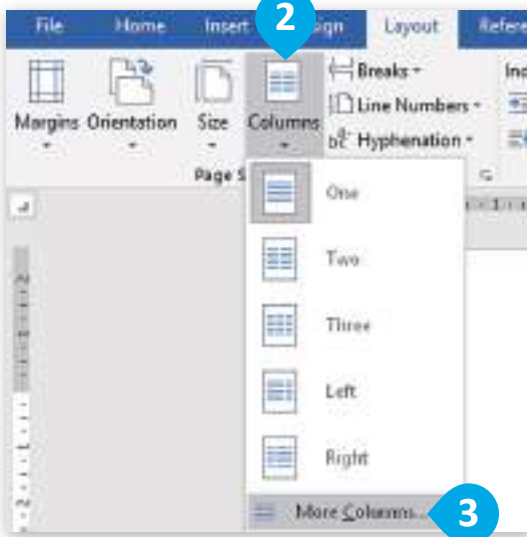 File Home Insert Layout
2
Margins Orientation Size Columns
Breaks
Line Numbers
Hyphenation
Page S
One
Two
Three
Left
Right
More Columns...
3